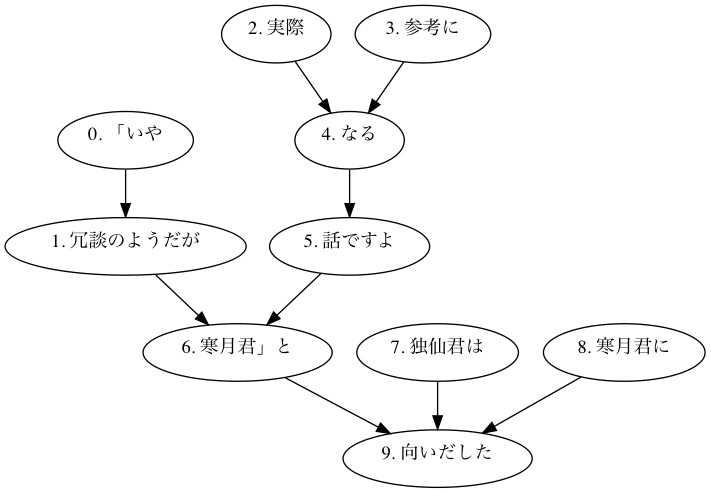 2. 実際
3. 参考に
0. 「いや
4. なる
1. 冗談のようだが
5. 話ですよ
6. 寒月君」と
7. 独仙君は
8. 寒月君に
9. 向いだした